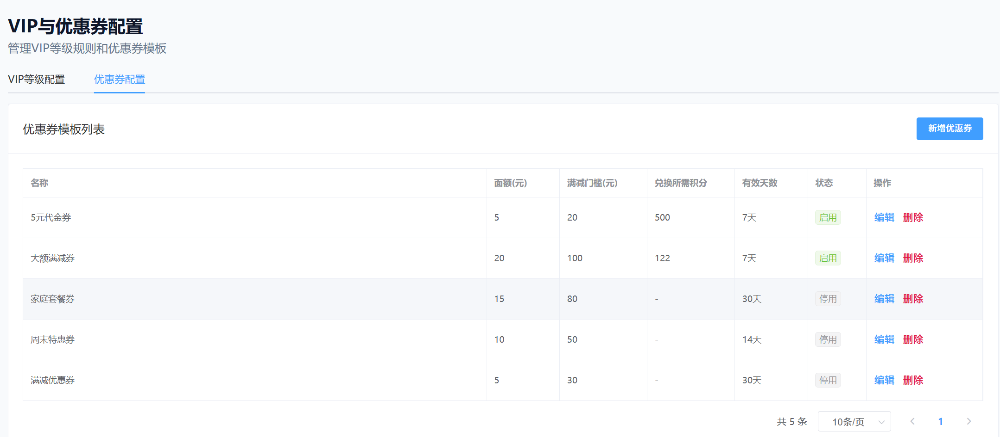 VIP与优惠券配置
管理VIP等级规则和优惠券模板
VIP等级配置 优惠券配置
优惠券模板列表 新增优惠券
名称 面额(元) 满减门槛(元) 兑换所需积分 有效天数 状态 操作
5元代金券 5 20 500 7天 启用 编辑 删除
大额满减券 20 100 122 7天 启用 编辑 删除
家庭套餐券 15 80 - 30天 停用 编辑 删除
周末特惠券 10 50 - 14天 停用 编辑 删除
满减优惠券 5 30 - 30天 停用 编辑 删除
共 5 条 10条/页 1